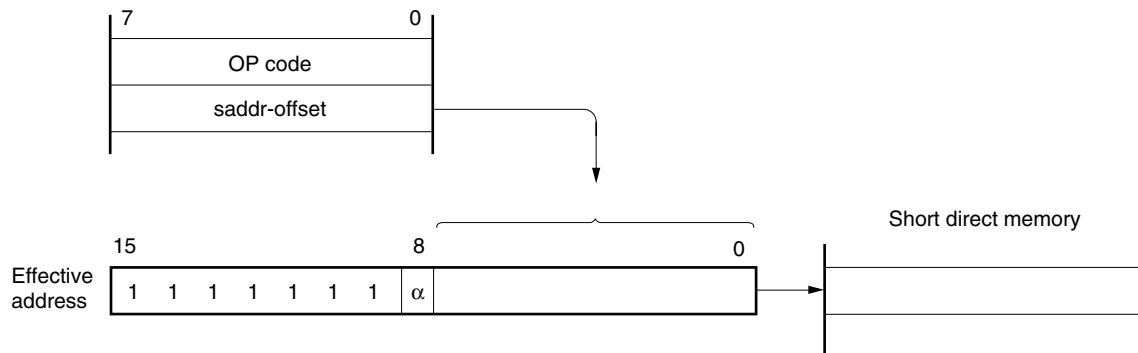 7 0
OP code
saddr-offset
Short direct memory
15 8 0
Effective
address
1 1 1 1 1 1 1 α